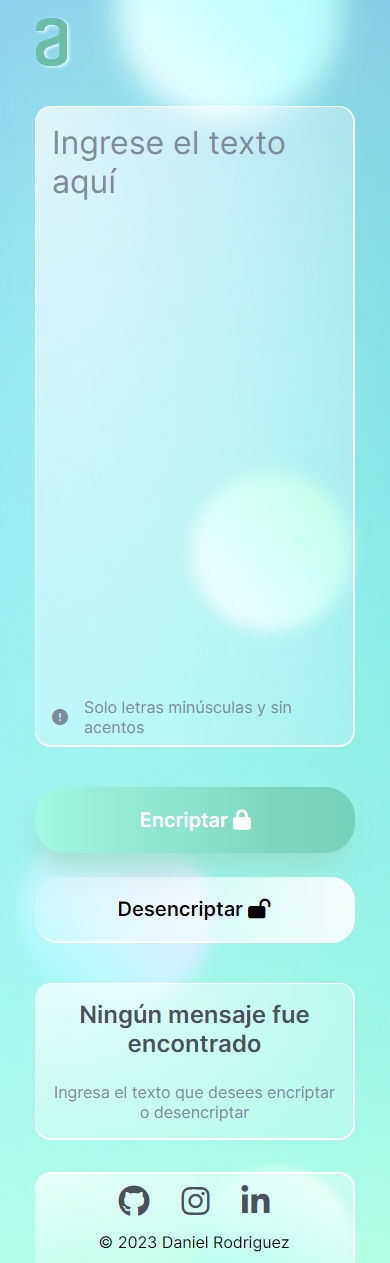 a
Ingrese el texto
aquí
Solo letras minúsculas y sin
acentos
Encriptar
Desencriptar
Ningún mensaje fue
encontrado
Ingresa el texto que desees encriptar
o desencriptar
in
© 2023 Daniel Rodriguez